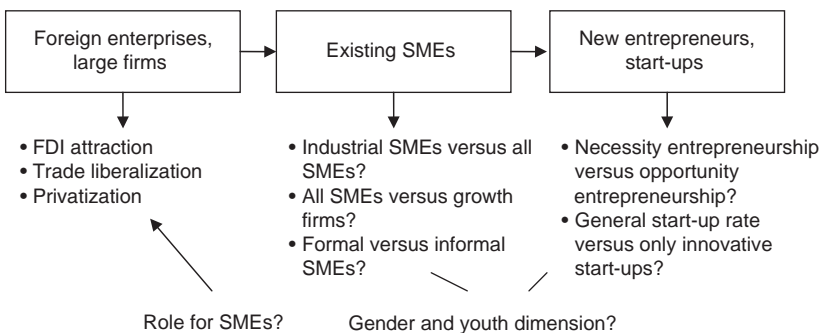 Foreign enterprises,
large firms
Existing SMEs
New entrepreneurs,
start-ups
• FDI attraction
• Trade liberalization
• Privatization
• Industrial SMEs versus all
SMEs?
• All SMEs versus growth
firms?
• Formal versus informal
SMEs?
• Necessity entrepreneurship
versus opportunity
entrepreneurship?
• General start-up rate
versus only innovative
start-ups?
Role for SMEs?
Gender and youth dimension?